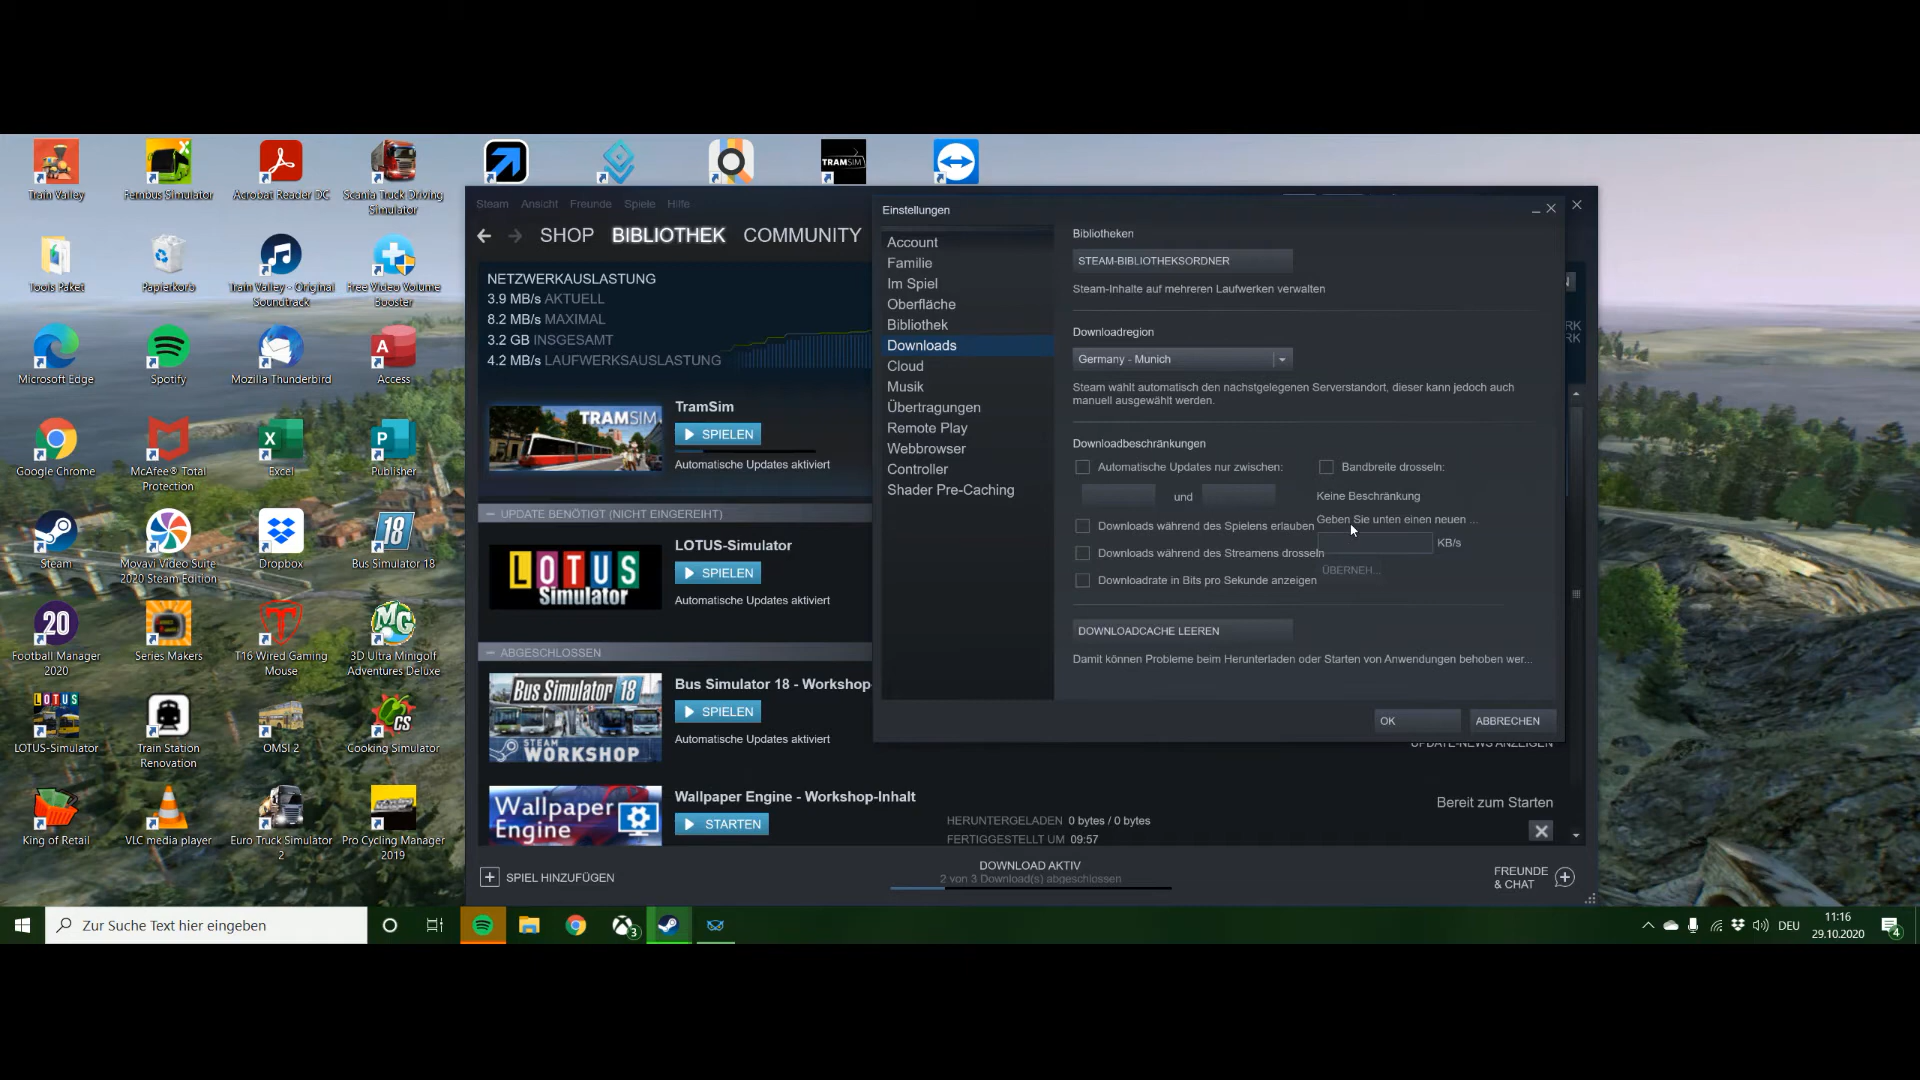 Train Valley
Fernbus Simulator
Acrobat Reader DC
Scania Truck Driving
Simulator
TRAMSIM
Tools Paket
Papierkorb
Train Valley - Original
Soundtrack
Free Video Volume
Booster
Microsoft Edge
Spotify
Mozilla Thunderbird
Access
Google Chrome
McAfee® Total
Protection
Excel
Publisher
Steam
Movavi Video Suite
2020 Steam Edition
Dropbox
Bus Simulator 18
Football Manager
2020
Series Makers
T16 Wired Gaming
Mouse
3D Ultra Minigolf
Adventures Deluxe
LOTUS-Simulator
Train Station
Renovation
OMSI 2
Cooking Simulator
King of Retail
VLC media player
Euro Truck Simulator
2
Pro Cycling Manager
2019
Steam Ansicht Freunde Spiele Hilfe
SHOP BIBLIOTHEK COMMUNITY
NETZWERKAUSLASTUNG
3.9 MB/s AKTUELL
8.2 MB/s MAXIMAL
3.2 GB INSGESAMT
4.2 MB/s LAUFWERKSAUSLASTUNG
TRAMSIM
TramSim
SPIELEN
Automatische Updates aktiviert
UPDATE BENÖTIGT (NICHT EINGEREIHT)
LOTUS
Simulator
LOTUS-Simulator
SPIELEN
Automatische Updates aktiviert
ABGESCHLOSSEN
Bus Simulator 18
STEAM WORKSHOP
Bus Simulator 18 - Workshop-
SPIELEN
Automatische Updates aktiviert
UPDATE-NEWS ANZEIGEN
Wallpaper
Engine
Wallpaper Engine - Workshop-Inhalt
STARTEN
HERUNTERGELADEN 0 bytes / 0 bytes
FERTIGGESTELLT UM 09:57
Bereit zum Starten
SPIEL HINZUFÜGEN
DOWNLOAD AKTIV
2 von 3 Download(s) abgeschlossen
FREUNDE
& CHAT
Einstellungen
Account
Familie
Im Spiel
Oberfläche
Bibliothek
Downloads
Cloud
Musik
Übertragungen
Remote Play
Webbrowser
Controller
Shader Pre-Caching
Bibliotheken
STEAM-BIBLIOTHEKSORDNER
Steam-Inhalte auf mehreren Laufwerken verwalten
Downloadregion
Germany - Munich
Steam wählt automatisch den nächstgelegenen Serverstandort, dieser kann jedoch auch
manuell ausgewählt werden.
Downloadbeschränkungen
Automatische Updates nur zwischen:
und
Downloads während des Spielens erlauben
Downloads während des Streamens drosseln
Downloadrate in Bits pro Sekunde anzeigen
Bandbreite drosseln:
Keine Beschränkung
Geben Sie unten einen neuen ...
KB/s
ÜBERNEH...
DOWNLOADCACHE LEEREN
Damit können Probleme beim Herunterladen oder Starten von Anwendungen behoben wer...
OK
ABBRECHEN
Zur Suche Text hier eingeben
3
DEU
11:16
29.10.2020
4